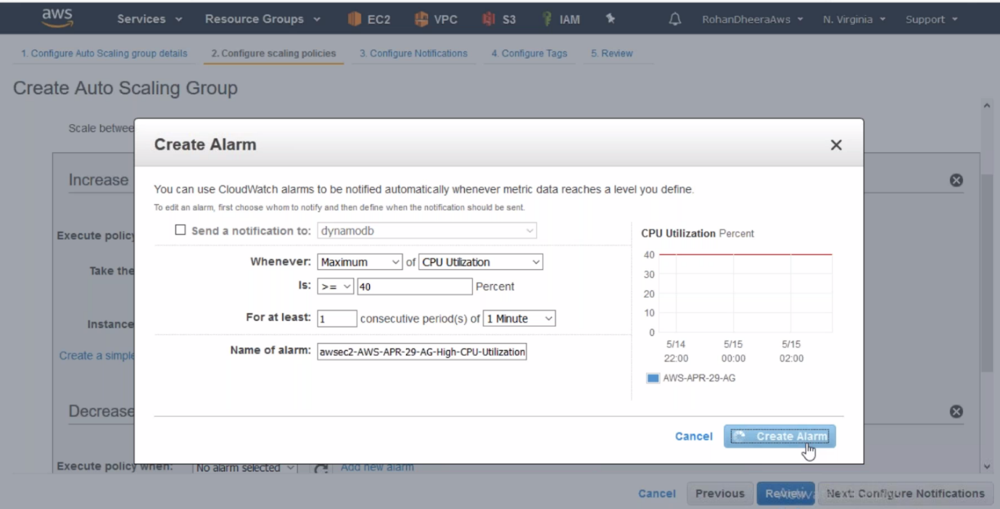 aws Services Resource Groups EC2 VPC S3 IAM RohanDheeraAws N. Virginia Support
1. Configure Auto Scaling group details 2. Configure scaling policies 3. Configure Notifications 4. Configure Tags 5. Review
Create Auto Scaling Group
Scale betwee
Create Alarm
Increase
You can use CloudWatch alarms to be notified automatically whenever metric data reaches a level you define.
To edit an alarm, first choose whom to notify and then define when the notification should be sent.
Execute policy
Send a notification to: dynamodb
CPU Utilization Percent
Take the
Whenever: Maximum of CPU Utilization
Is: >= 40 Percent
For at least: 1 consecutive period(s) of 1 Minute
Instance
Name of alarm: awsec2-AWS-APR-29-AG-High-CPU-Utilization
Create a simple
40
30
20
10
0
5/14 5/15 5/15
22:00 00:00 02:00
AWS-APR-29-AG
Decrease
Cancel Create Alarm
Execute policy when: No alarm selected Add new alarm
Cancel Previous Review Next: Configure Notifications